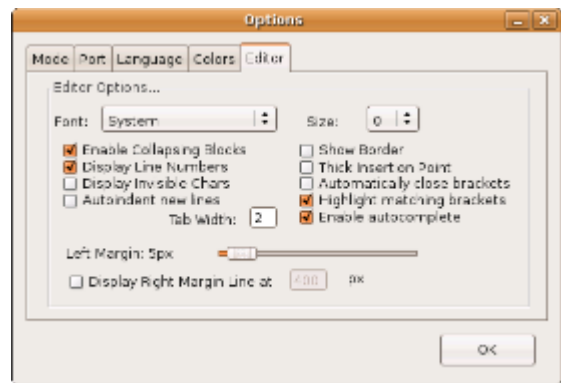 Options
Mode Port Language Colors Editor
Editor Options...
Font: System Size: 0
Enable Collapsing Blocks Show Border
Display Line Numbers Thick Insertion Point
Display Invisible Chars Automatically close brackets
Autoindent new lines Highlight matching brackets
Tab Width: 2 Enable autocomplete
Left Margin: 5px
Display Right Margin Line at 400 px
OK